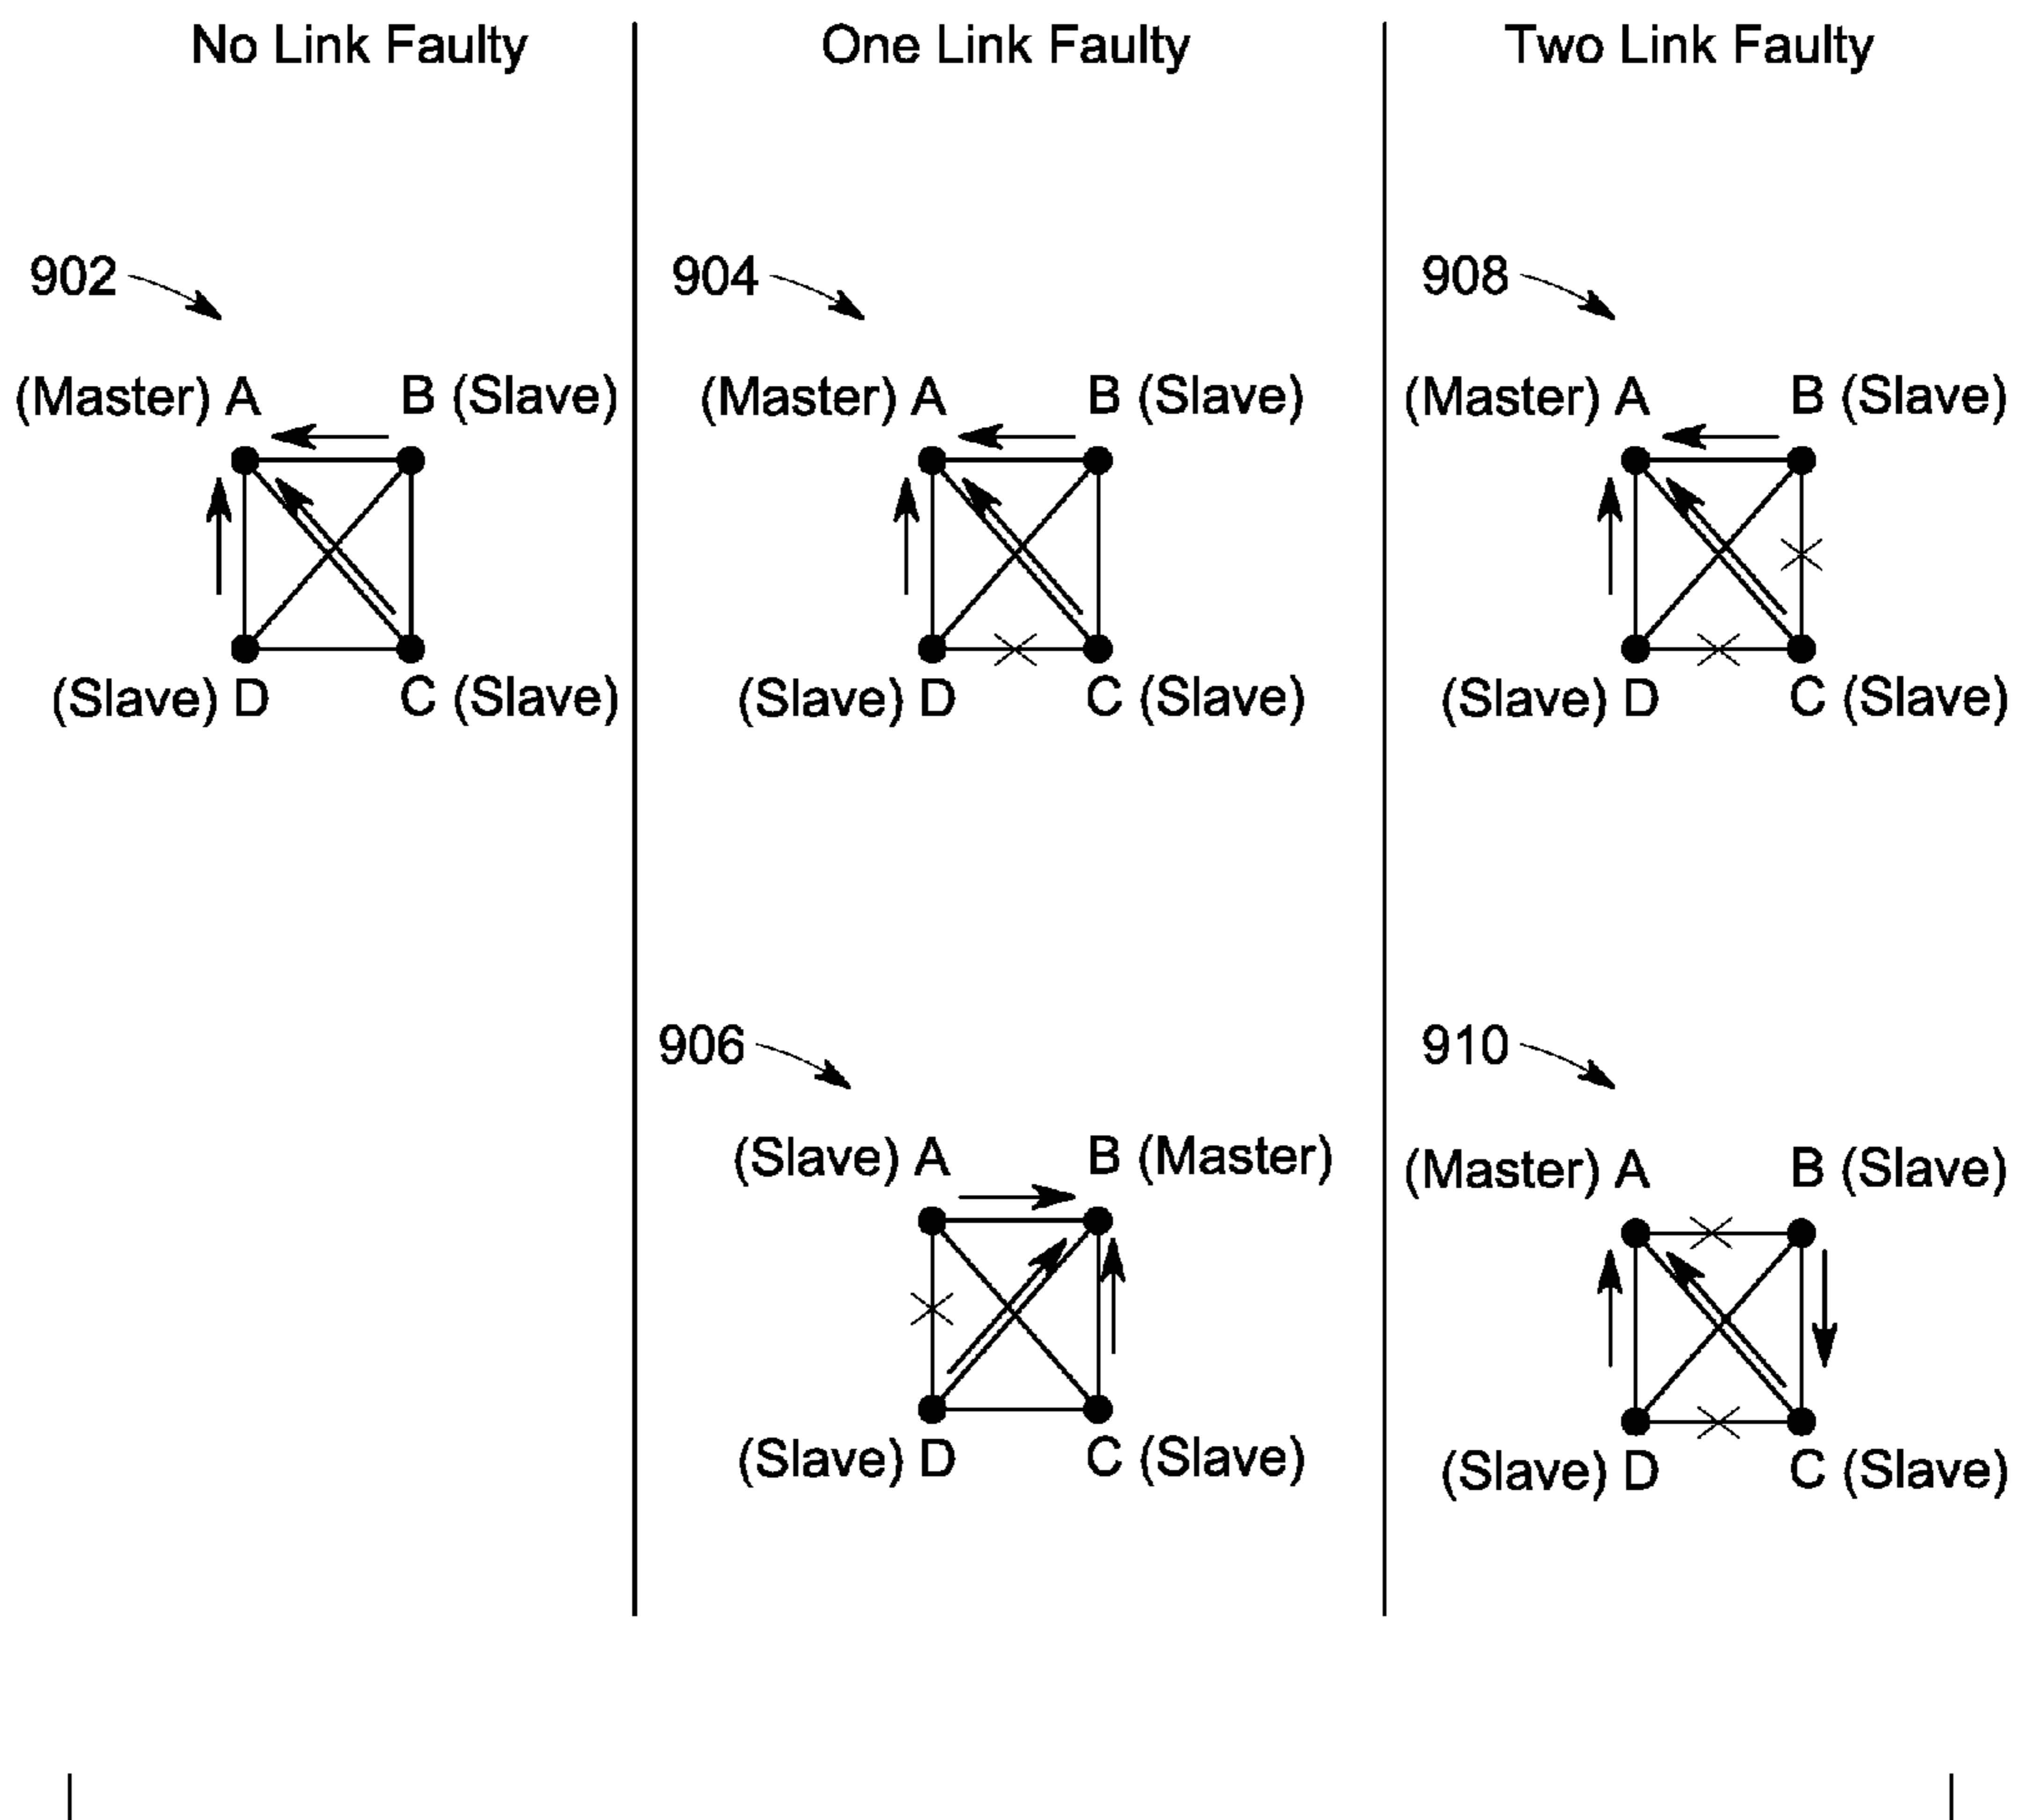 No Link Faulty
One Link Faulty
Two Link Faulty
902
904
908
(Master) A B (Slave)
(Master) A B (Slave)
(Master) A B (Slave)
(Slave) D C (Slave)
(Slave) D C (Slave)
(Slave) D C (Slave)
906
910
(Slave) A B (Master)
(Master) A B (Slave)
(Slave) D C (Slave)
(Slave) D C (Slave)